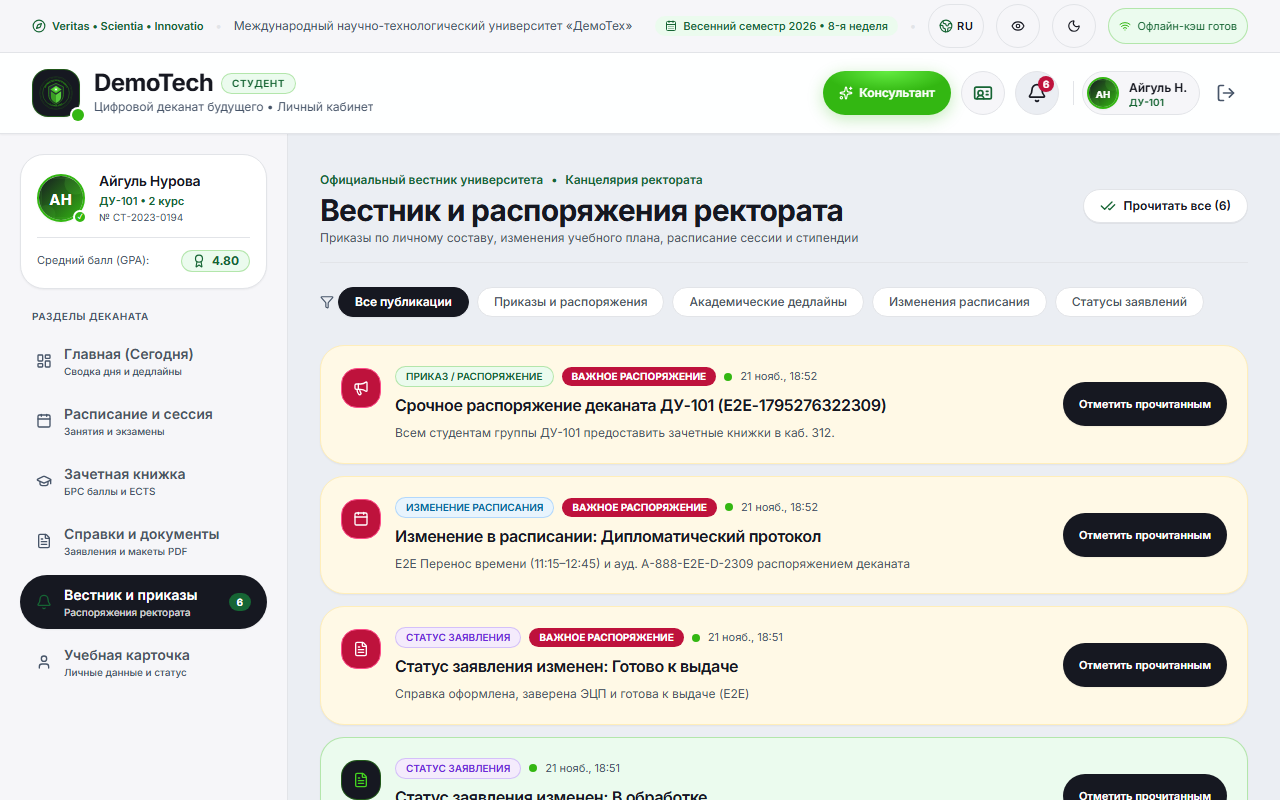 Veritas • Scientia • Innovatio
Международный научно-технологический университет «ДемоТех»
Весенний семестр 2026 • 8-я неделя
RU
Офлайн-кэш готов
DemoTech
СТУДЕНТ
Цифровой деканат будущего • Личный кабинет
Консультант
6
АН
Айгуль Н.
ДУ-101
АН
Айгуль Нурова
ДУ-101 • 2 курс
№ СТ-2023-0194
Средний балл (GPA):
4.80
РАЗДЕЛЫ ДЕКАНАТА
Главная (Сегодня)
Сводка дня и дедлайны
Расписание и сессия
Занятия и экзамены
Зачетная книжка
БРС баллы и ECTS
Справки и документы
Заявления и макеты PDF
Вестник и приказы
Распоряжения ректората
6
Учебная карточка
Личные данные и статус
Официальный вестник университета • Канцелярия ректората
Вестник и распоряжения ректората
Приказы по личному составу, изменения учебного плана, расписание сессии и стипендии
Прочитать все (6)
Все публикации
Приказы и распоряжения
Академические дедлайны
Изменения расписания
Статусы заявлений
ПРИКАЗ / РАСПОРЯЖЕНИЕ
ВАЖНОЕ РАСПОРЯЖЕНИЕ
21 нояб., 18:52
Срочное распоряжение деканата ДУ-101 (E2E-1795276322309)
Всем студентам группы ДУ-101 предоставить зачетные книжки в каб. 312.
Отметить прочитанным
ИЗМЕНЕНИЕ РАСПИСАНИЯ
ВАЖНОЕ РАСПОРЯЖЕНИЕ
21 нояб., 18:52
Изменение в расписании: Дипломатический протокол
E2E Перенос времени (11:15–12:45) и ауд. A-888-E2E-D-2309 распоряжением деканата
Отметить прочитанным
СТАТУС ЗАЯВЛЕНИЯ
ВАЖНОЕ РАСПОРЯЖЕНИЕ
21 нояб., 18:51
Статус заявления изменен: Готово к выдаче
Справка оформлена, заверена ЭЦП и готова к выдаче (E2E)
Отметить прочитанным
СТАТУС ЗАЯВЛЕНИЯ
21 нояб., 18:51
Статус заявления изменен: В обработке
Отметить прочитанным